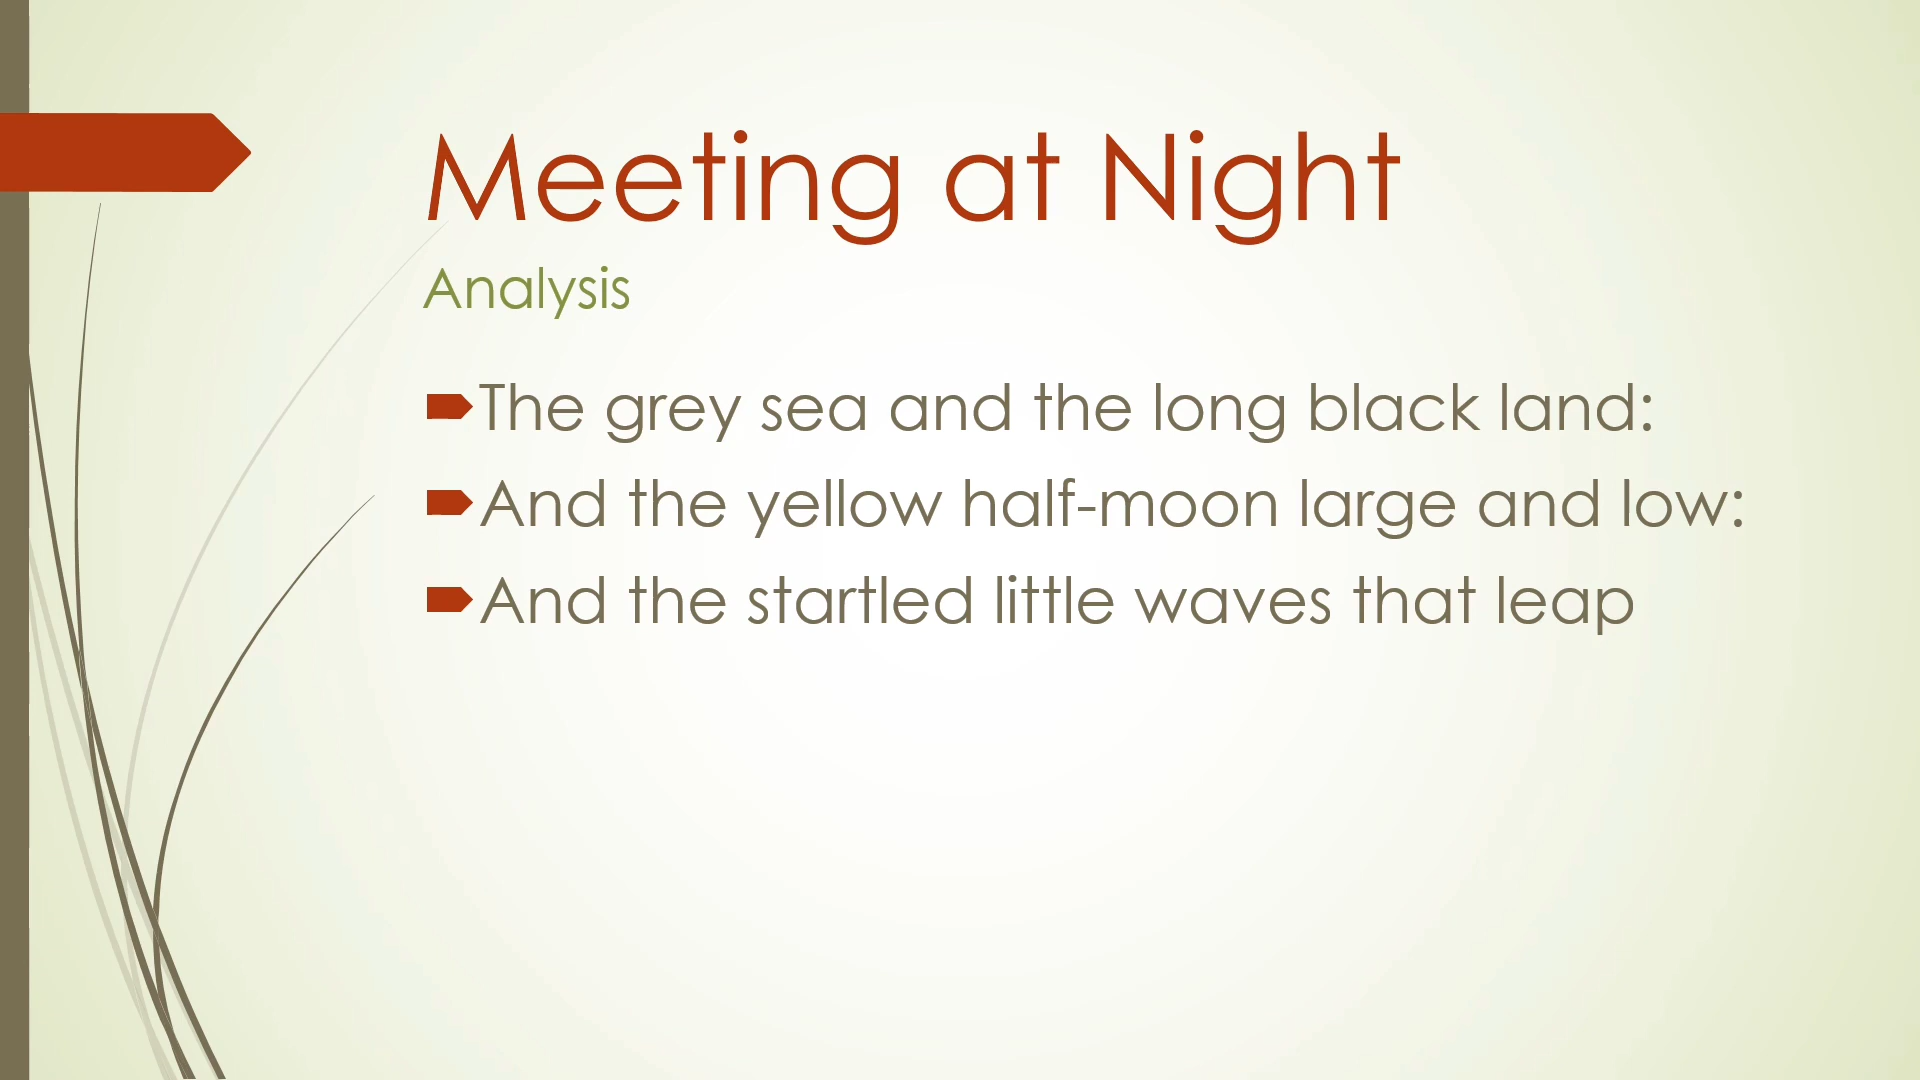 Meeting at Night
Analysis
The grey sea and the long black land:
And the yellow half-moon large and low:
And the startled little waves that leap